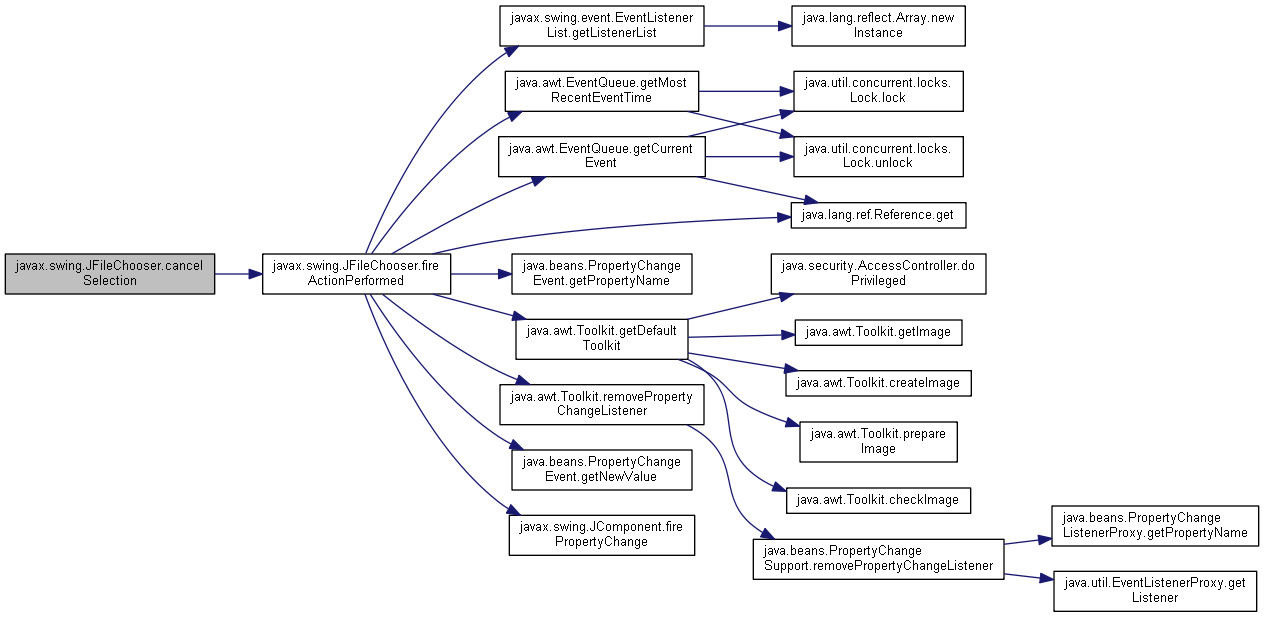 javax.swing.JFileChooser.cancel
Selection
javax.swing.JFileChooser.fire
ActionPerformed
javax.swing.event.EventListener
List.getListenerList
java.awt.EventQueue.getMost
RecentEventTime
java.awt.EventQueue.getCurrent
Event
java.beans.PropertyChange
Event.getPropertyName
java.awt.Toolkit.getDefault
Toolkit
java.awt.Toolkit.removeProperty
ChangeListener
java.beans.PropertyChange
Event.getNewValue
javax.swing.JComponent.fire
PropertyChange
java.lang.reflect.Array.new
Instance
java.util.concurrent.locks.
Lock.lock
java.util.concurrent.locks.
Lock.unlock
java.lang.ref.Reference.get
java.security.AccessController.do
Privileged
java.awt.Toolkit.getImage
java.awt.Toolkit.createImage
java.awt.Toolkit.prepare
Image
java.awt.Toolkit.checkImage
java.beans.PropertyChange
Support.removePropertyChangeListener
java.beans.PropertyChange
ListenerProxy.getPropertyName
java.util.EventListenerProxy.get
Listener